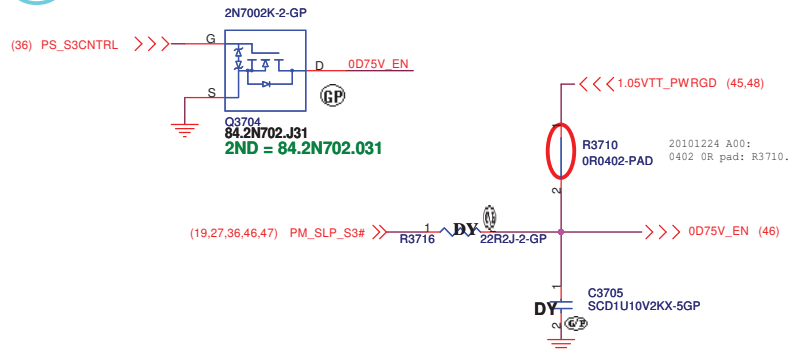 2N7002K-2-GP
(36) PS_S3CNTRL
G
D
0D75V_EN
GP
S
Q3704
84.2N702.J31
2ND = 84.2N702.031
1.05VTT_PWRGD (45,48)
1
R3710
0R0402-PAD
20101224 A00:
0402 0R pad: R3710.
2
(19,27,36,46,47) PM_SLP_S3#
1
R3716
DY
22R2J-2-GP
0D75V_EN (46)
1
C3705
SCD1U10V2KX-5GP
DY
2